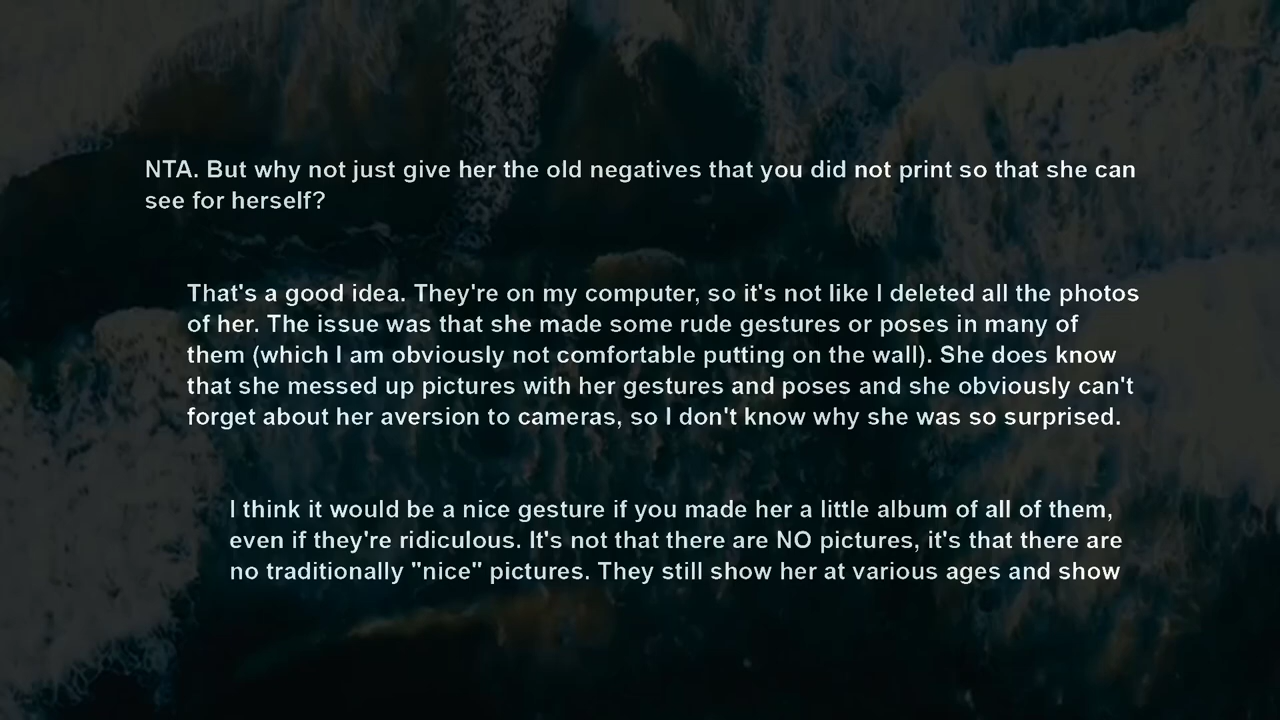 NTA. But why not just give her the old negatives that you did not print so that she can
see for herself?
That's a good idea. They're on my computer, so it's not like I deleted all the photos
of her. The issue was that she made some rude gestures or poses in many of
them (which I am obviously not comfortable putting on the wall). She does know
that she messed up pictures with her gestures and poses and she obviously can't
forget about her aversion to cameras, so I don't know why she was so surprised.
I think it would be a nice gesture if you made her a little album of all of them,
even if they're ridiculous. It's not that there are NO pictures, it's that there are
no traditionally "nice" pictures. They still show her at various ages and show